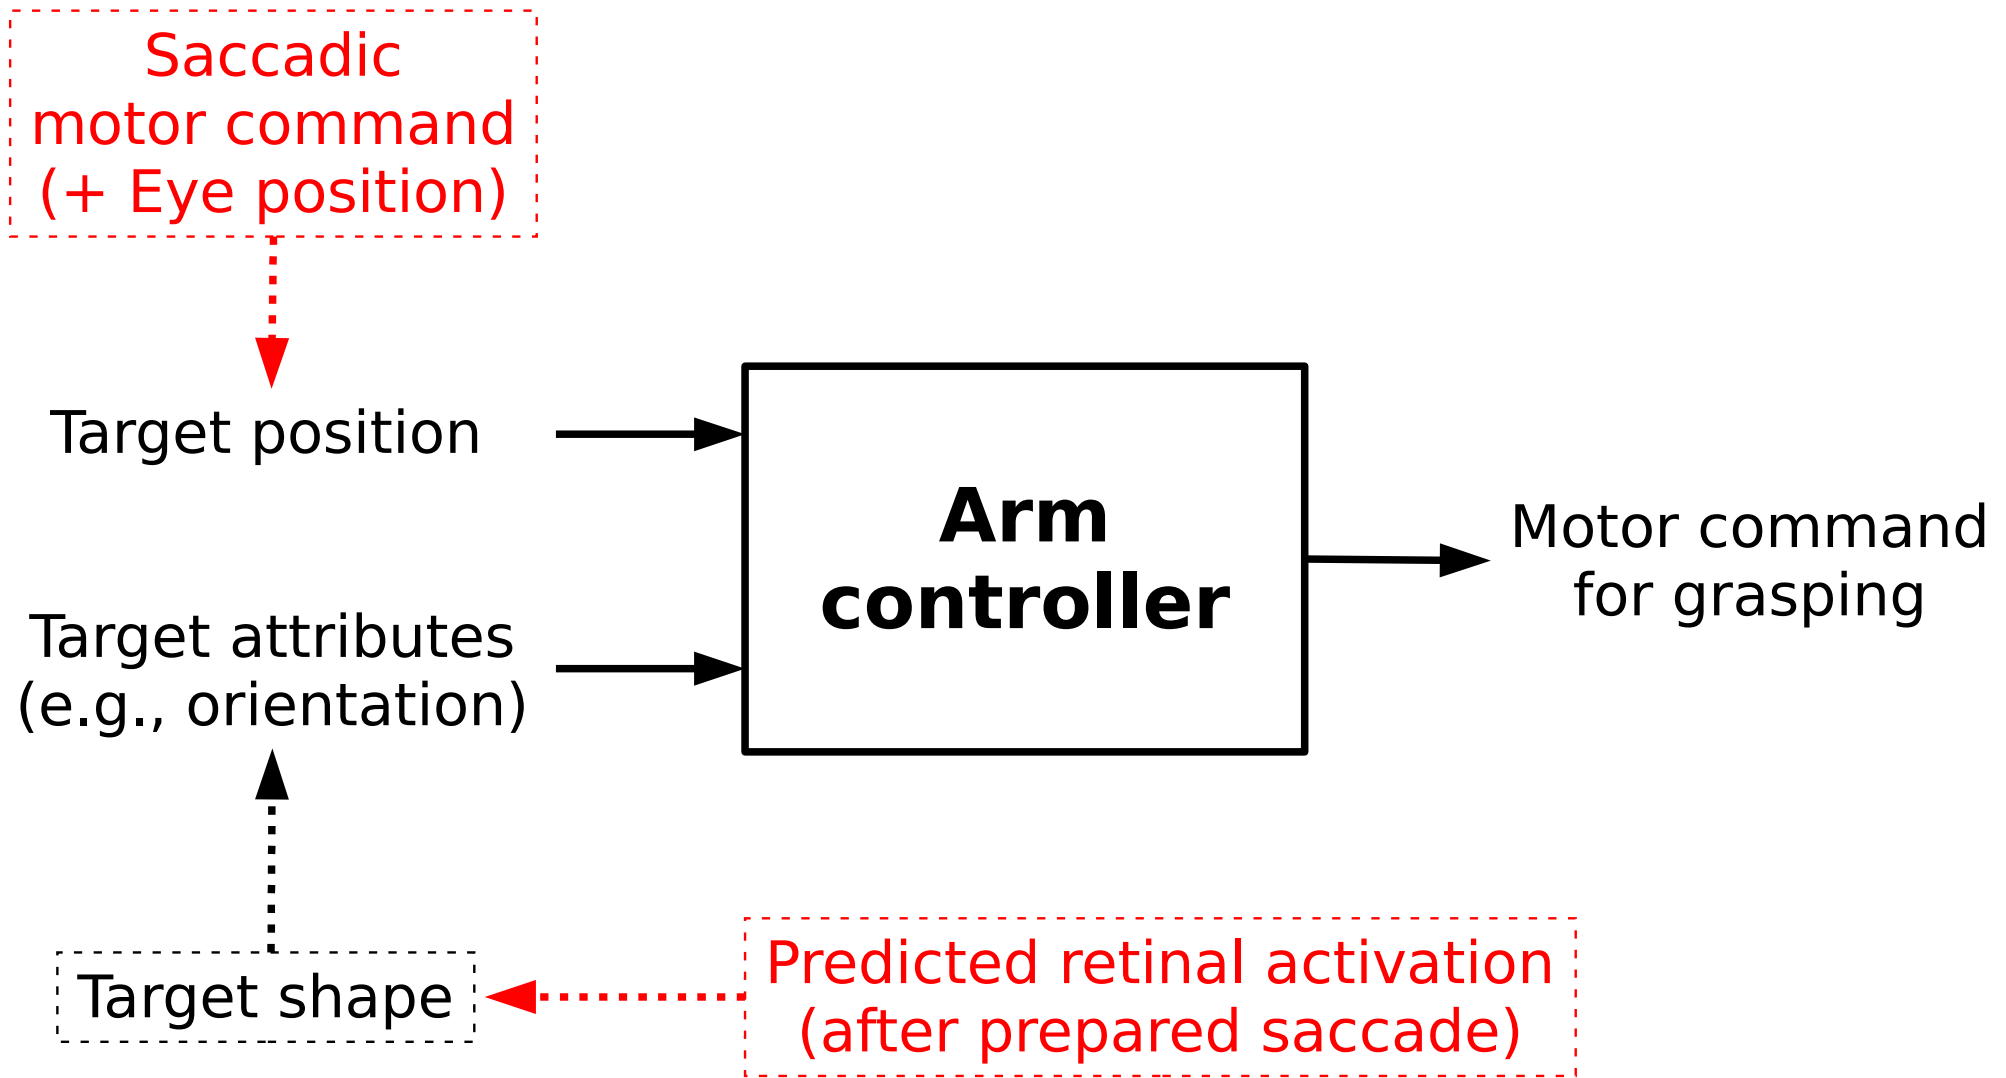 Saccadic
motor command
(+ Eye position)
Target position
Arm
controller
Motor command
for grasping
Target attributes
(e.g., orientation)
Target shape
Predicted retinal activation
(after prepared saccade)